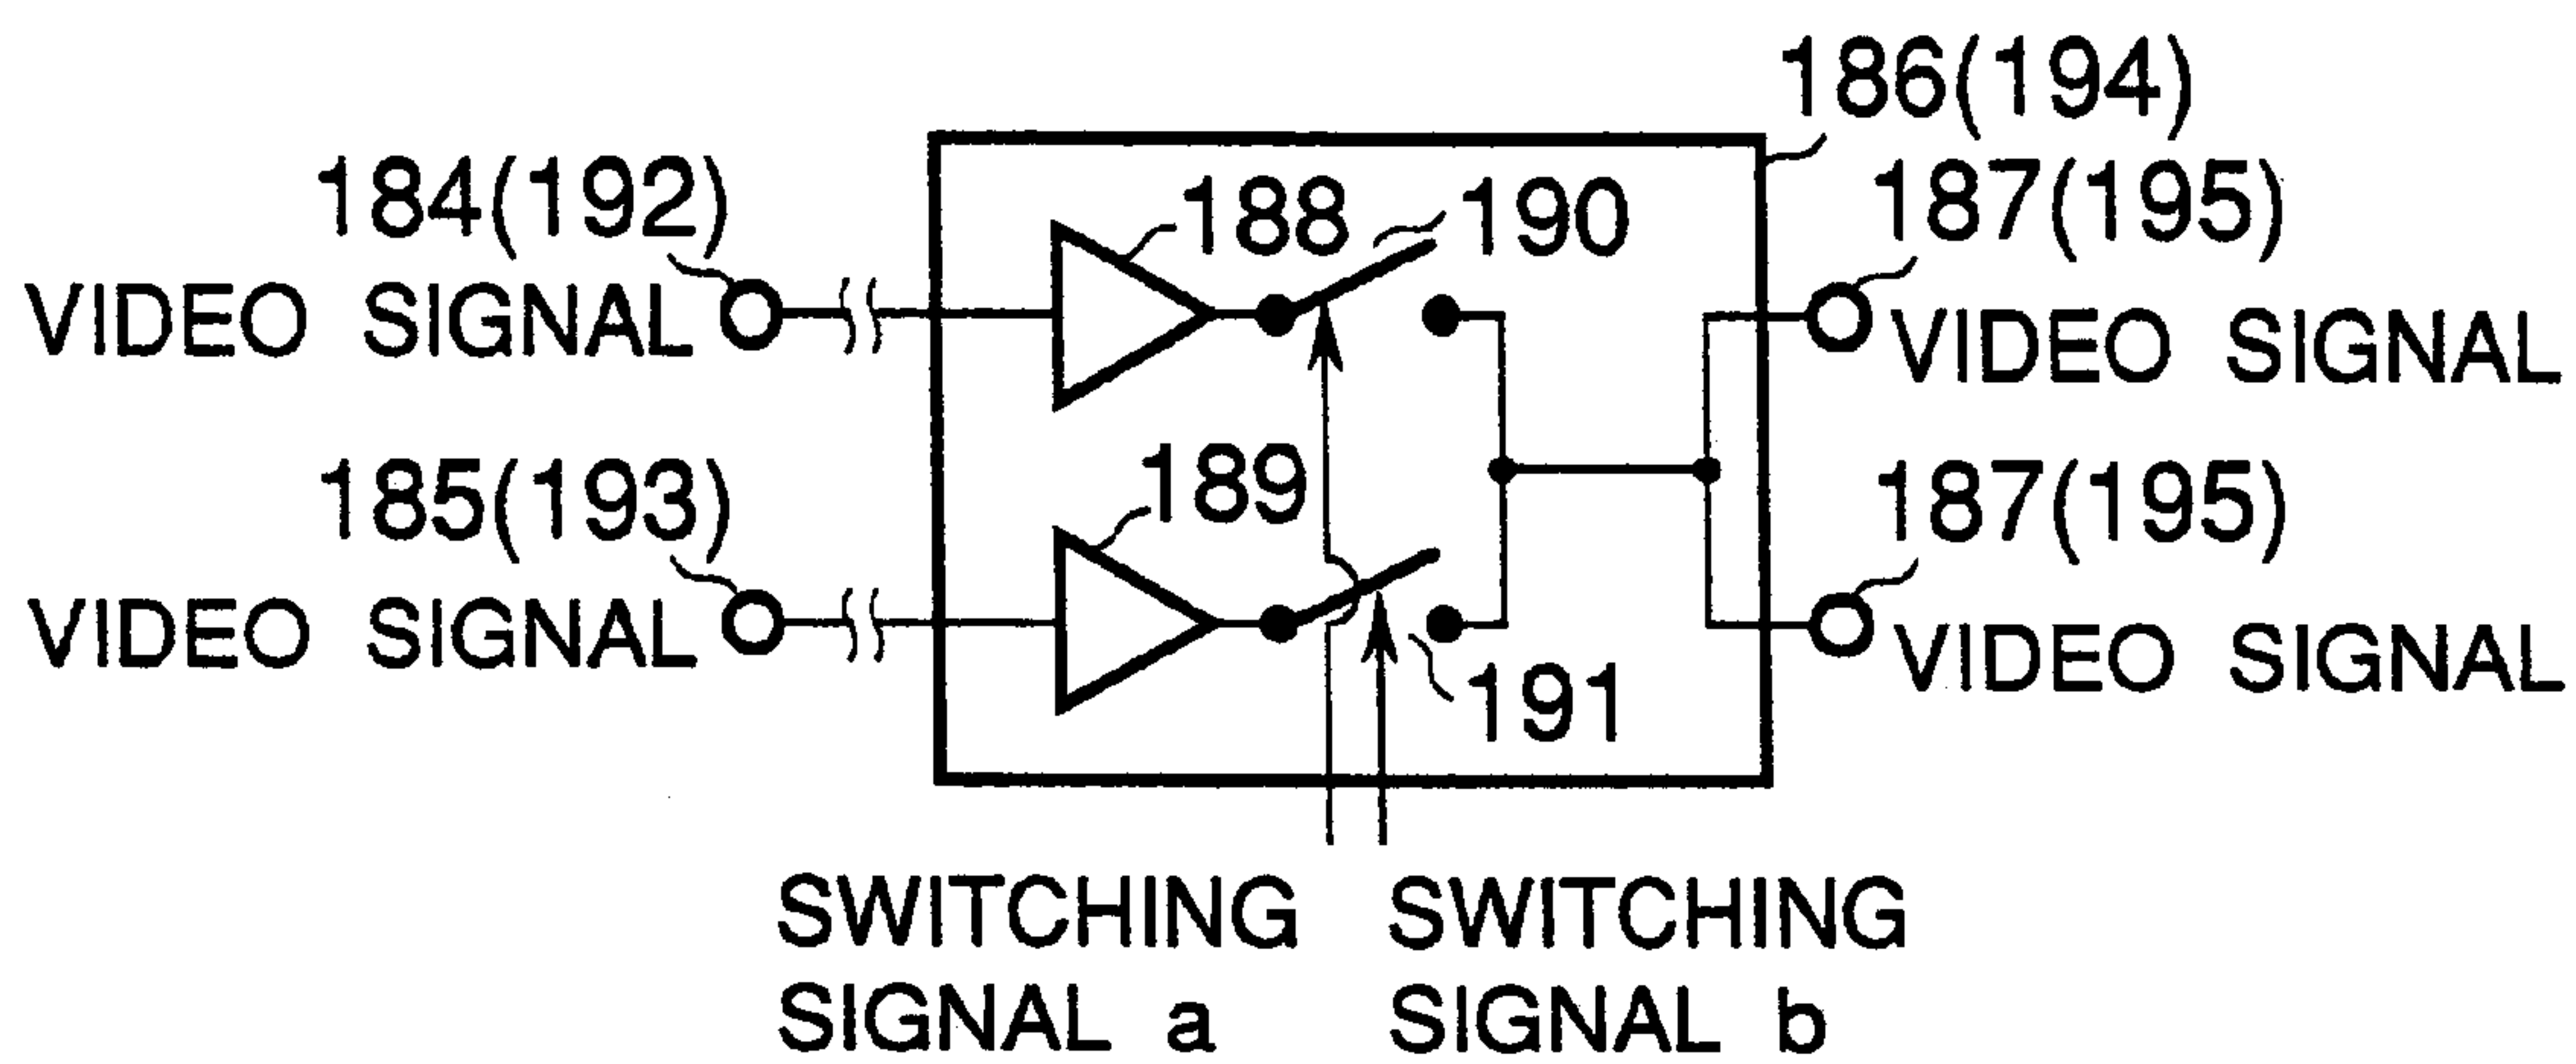 186(194)
184(192)
188
190
187(195)
VIDEO SIGNAL
VIDEO SIGNAL
185(193)
189
187(195)
VIDEO SIGNAL
VIDEO SIGNAL
191
SWITCHING
SIGNAL a
SWITCHING
SIGNAL b